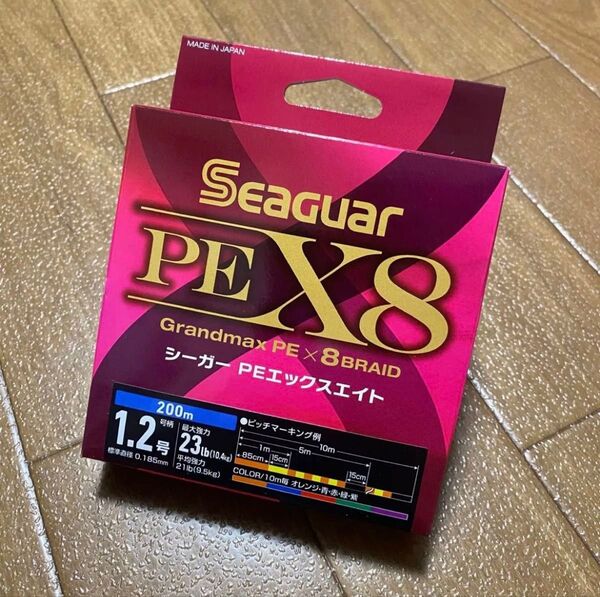 MADE IN JAPAN
SEAGUAR
PE X8
Grandmax PE × 8 BRAID
シーガー PEエックスエイト
200m
1.2号 号柄
標準直径 0.185mm
最大強力
23lb(10.4kg)
平均強力
21lb(9.5kg)
●ピッチマーキング例
1m 5m 10m
85cm 15cm 15cm
COLOR/10m毎 オレンジ・青・赤・緑・紫